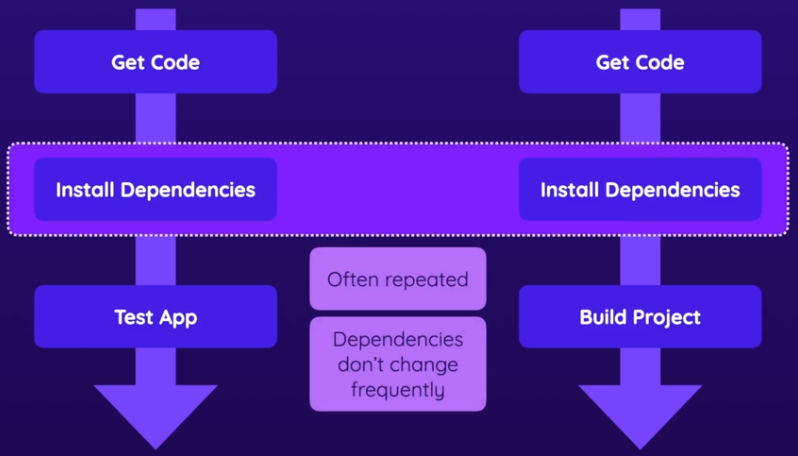 Get Code
Get Code
Install Dependencies
Install Dependencies
Often repeated
Test App
Build Project
Dependencies
don't change
frequently